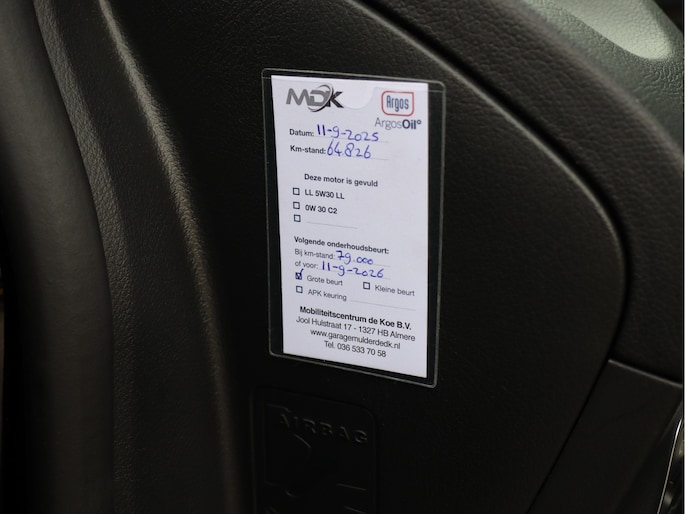 MDK
Argos
ArgosOil
Datum: 11-9-2025
Km-stand: 64.826
Deze motor is gevuld
LL 5W30 LL
0W 30 C2
Volgende onderhoudsbeurt:
Bij km-stand: 79.000
of voor: 11-9-2026
Grote beurt Kleine beurt
APK keuring
Mobiliteitscentrum de Koe B.V.
Jool Hulstraat 17 - 1327 HB Almere
www.garagemulderdedk.nl
Tel. 036 533 70 58
AIRBAG